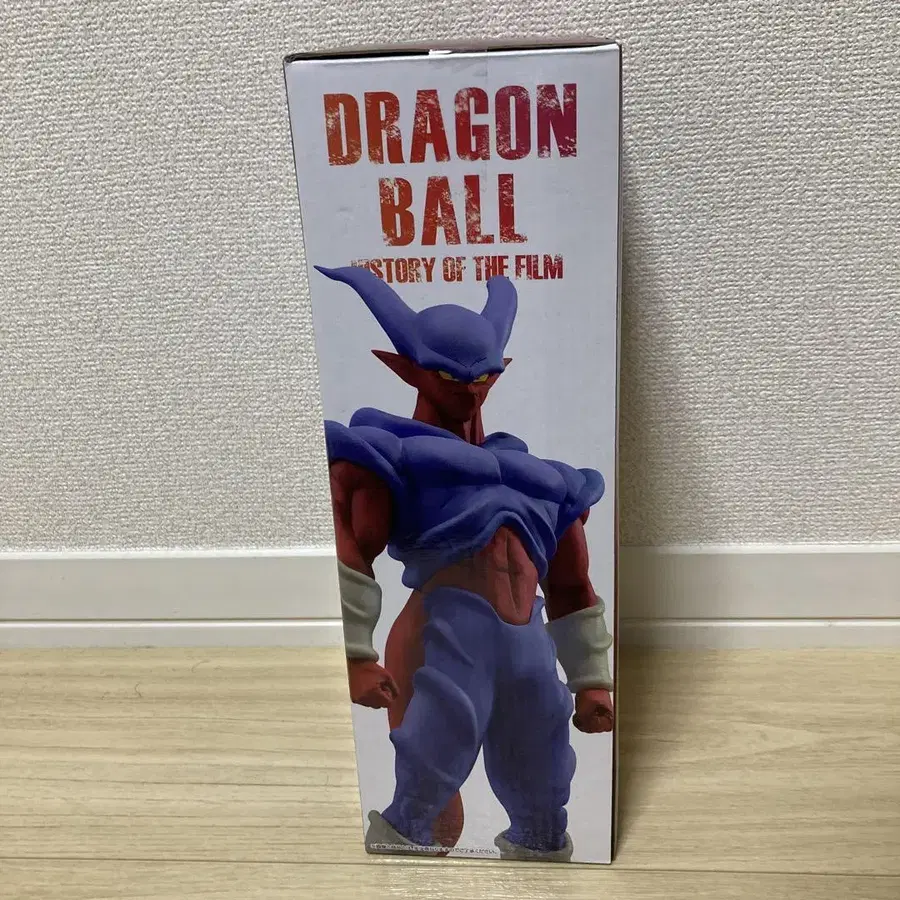 DRAGON
BALL
HISTORY OF THE FILM